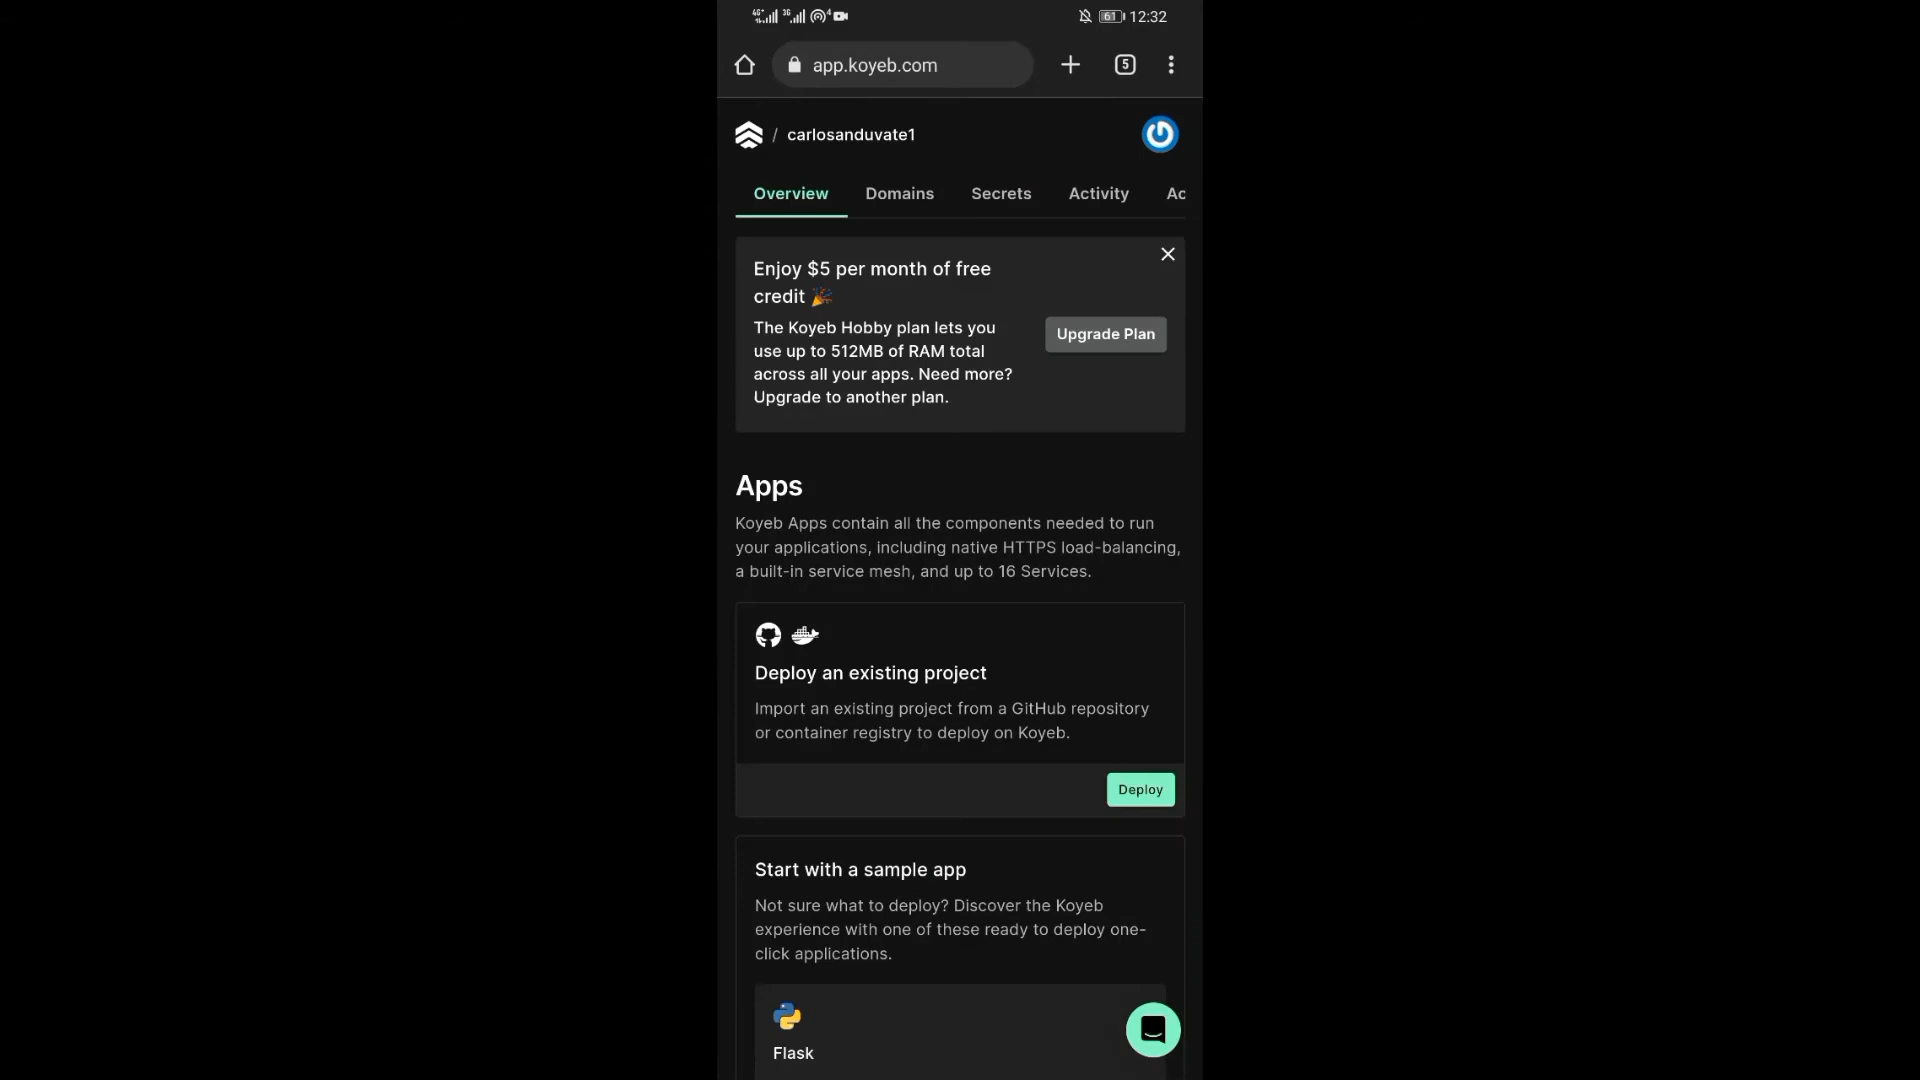 4G 3G 4 61 12:32
app.koyeb.com 5
/ carlosanduvate1
Overview Domains Secrets Activity Ac
Enjoy $5 per month of free
credit 🎉
The Koyeb Hobby plan lets you
use up to 512MB of RAM total
across all your apps. Need more?
Upgrade to another plan.
Upgrade Plan
Apps
Koyeb Apps contain all the components needed to run
your applications, including native HTTPS load-balancing,
a built-in service mesh, and up to 16 Services.
Deploy an existing project
Import an existing project from a GitHub repository
or container registry to deploy on Koyeb.
Deploy
Start with a sample app
Not sure what to deploy? Discover the Koyeb
experience with one of these ready to deploy one-
click applications.
Flask